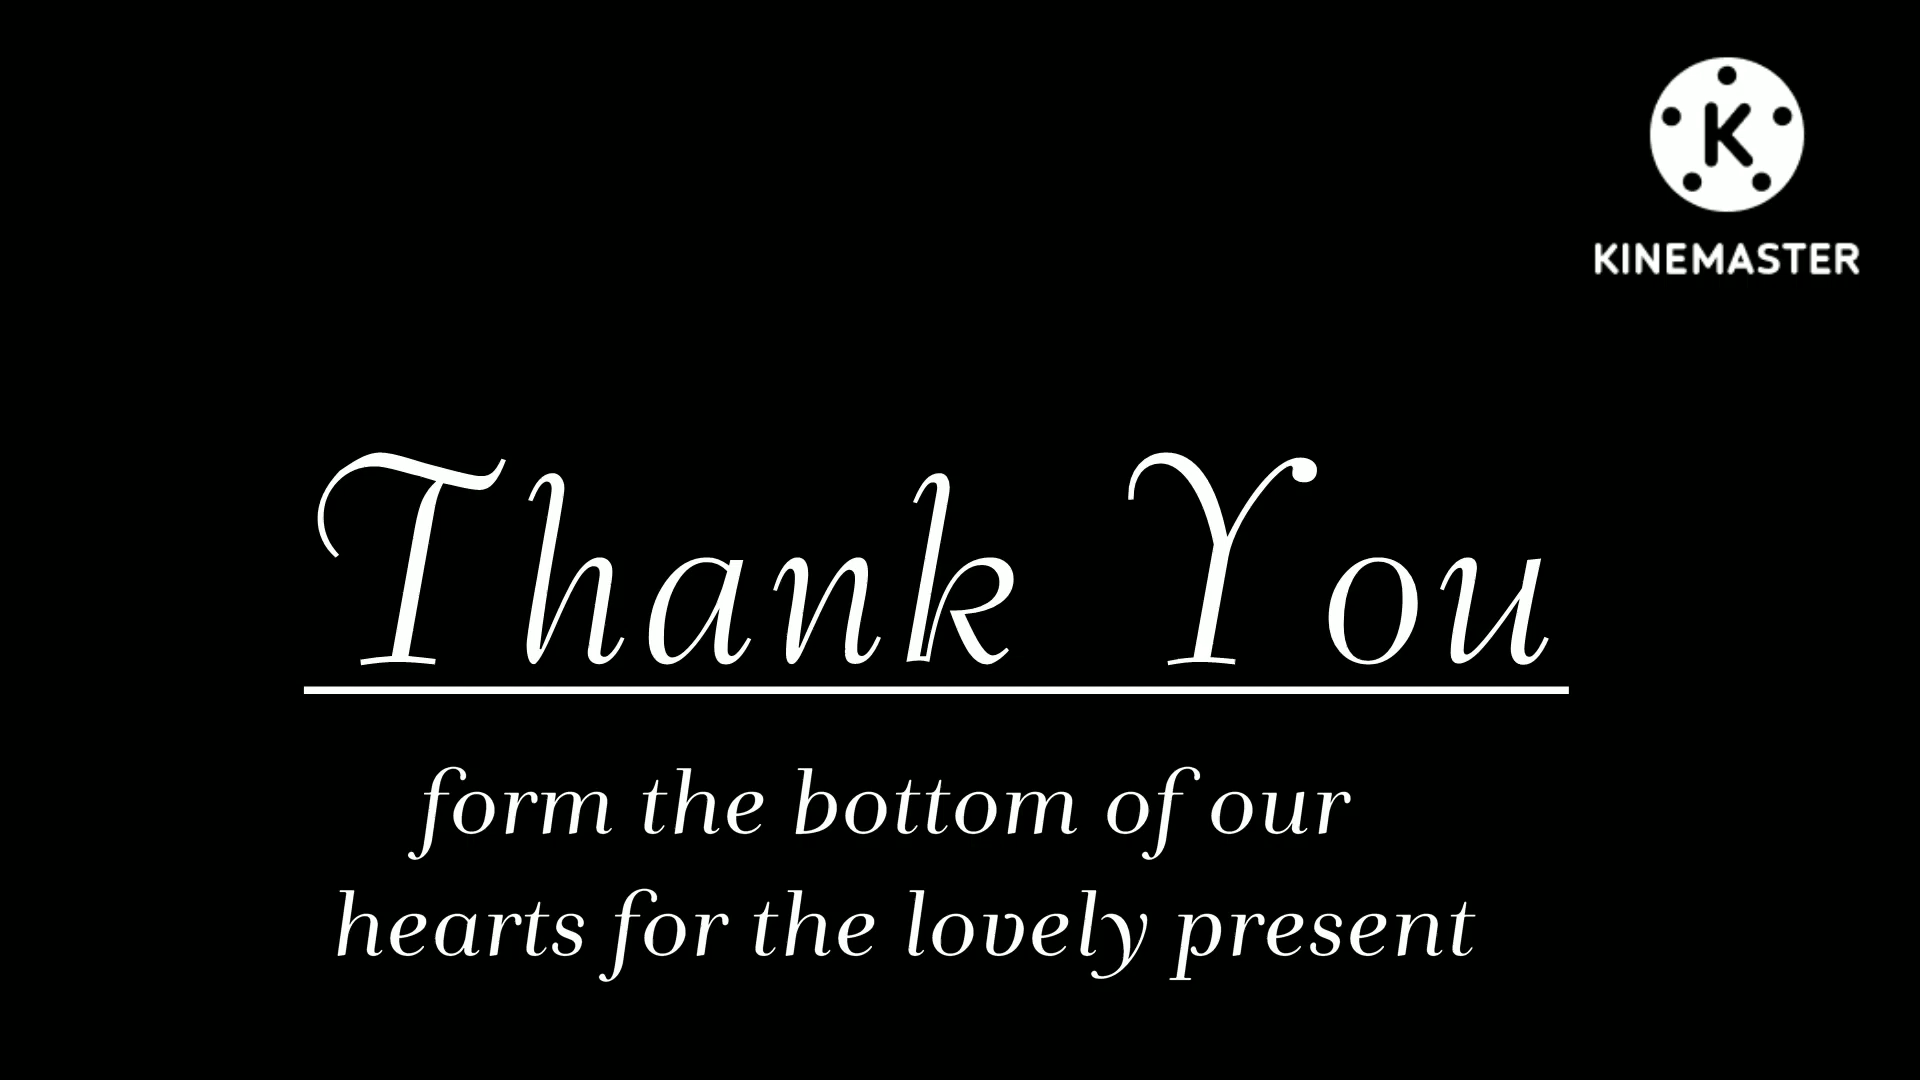 K
KINEMASTER
Thank You
form the bottom of our
hearts for the lovely present